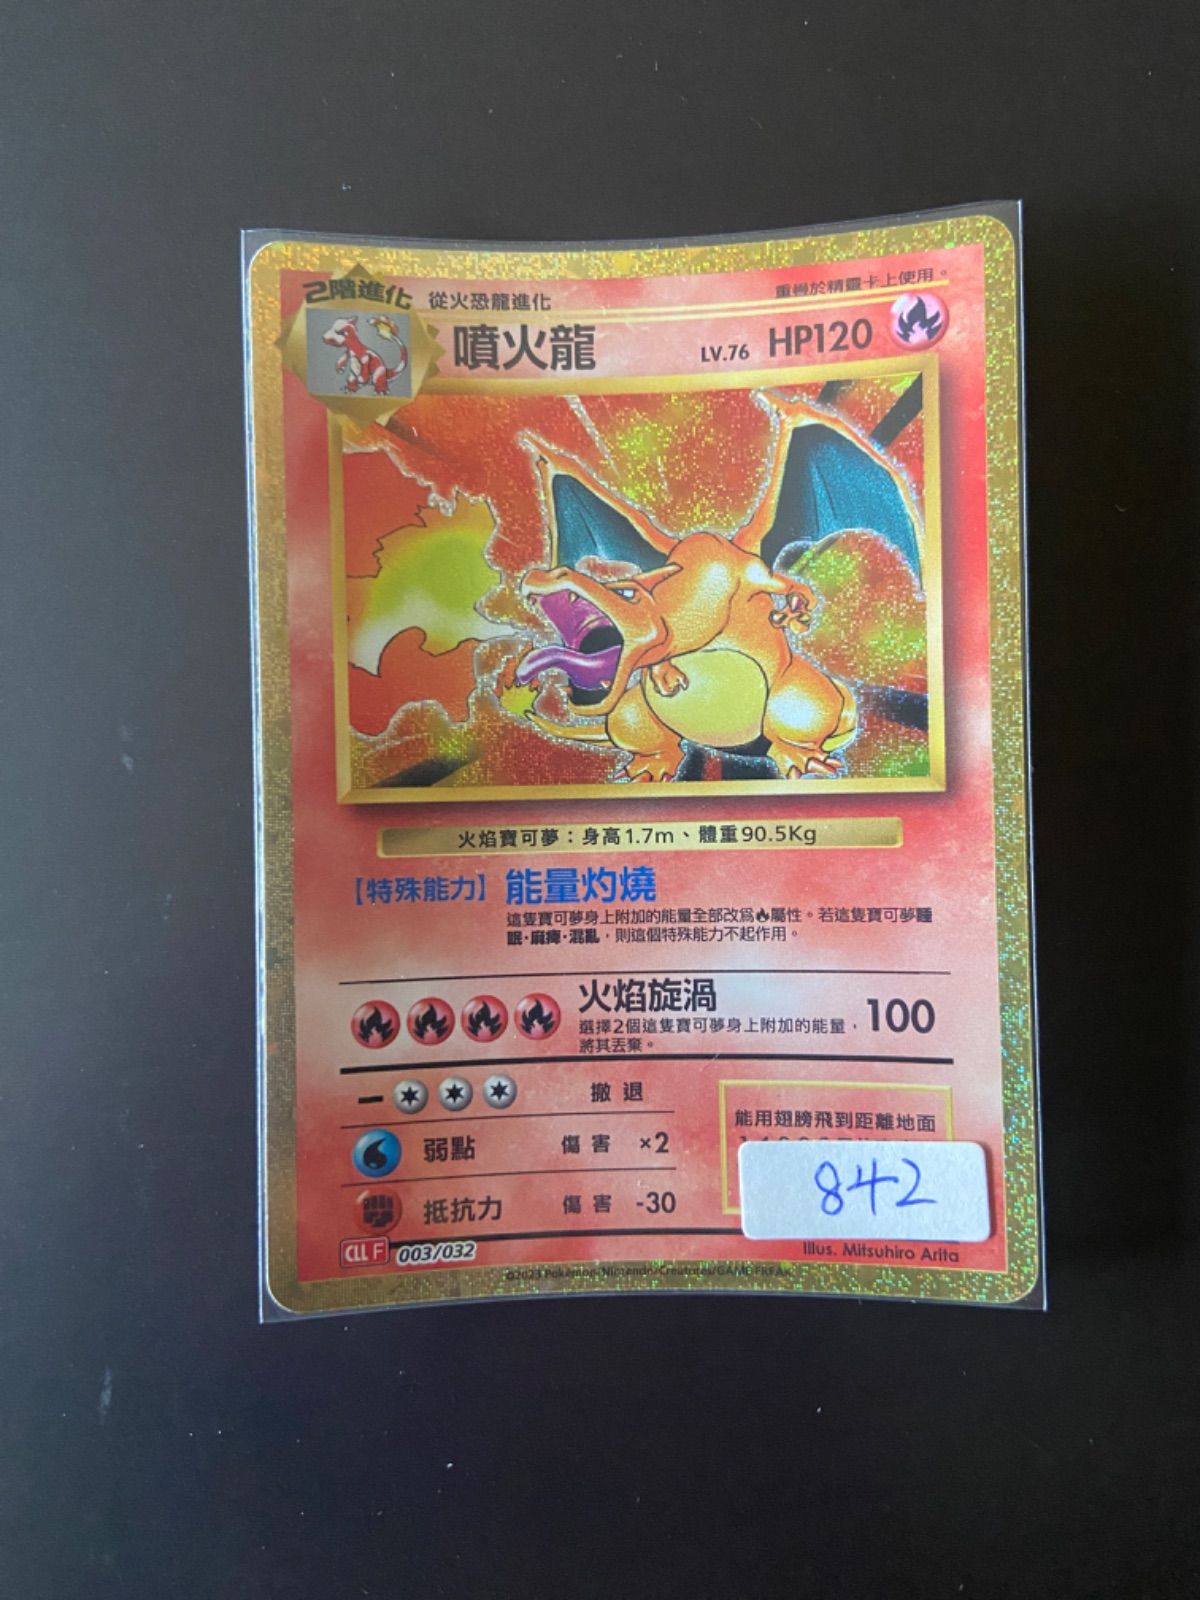 2階進化 從火恐龍進化 重疊於精靈卡上使用。
噴火龍 LV.76 HP120
火焰寶可夢：身高1.7m、體重90.5Kg
【特殊能力】 能量灼燒
這隻寶可夢身上附加的能量全部改為屬性。若這隻寶可夢睡
眠·麻痺·混亂，則這個特殊能力不起作用。
火焰旋渦 100
選擇2個這隻寶可夢身上附加的能量，
將其丟棄。
撤退
弱點 傷害 ×2
抵抗力 傷害 -30
能用翅膀飛到距離地面
842
CLL F 003/032
Illus. Mitsuhiro Arita
©2023 Pokémon/Nintendo/Creatures/GAME FREAK